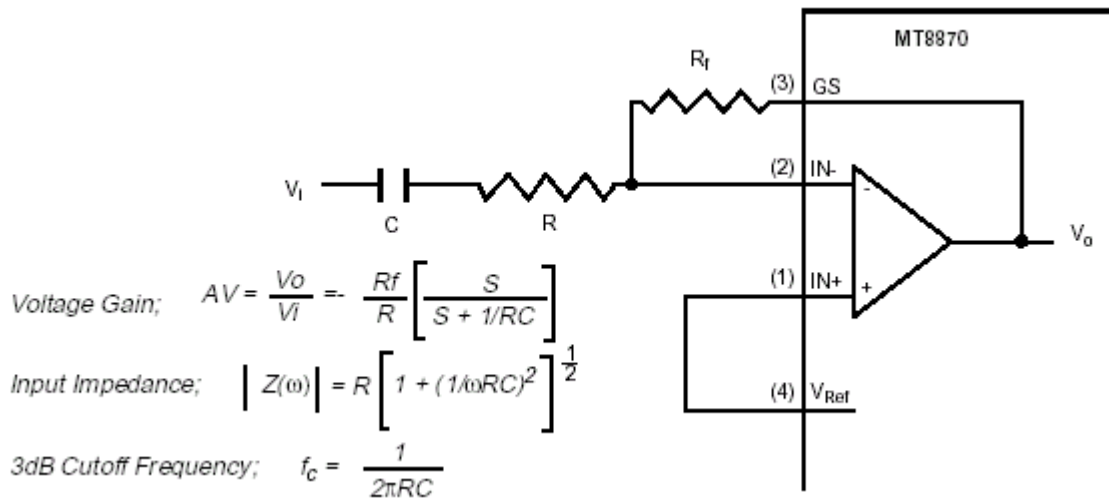 MT8870
Rf
(3) GS
(2) IN-
VI
C
R
-
Vo
(1) IN+
+
(4) VRef
Voltage Gain; AV = Vo/Vi =- Rf/R [S/(S + 1/RC)]
Input Impedance; | Z(ω)| = R [1 + (1/ωRC)²]^1/2
3dB Cutoff Frequency; fc = 1/2πRC